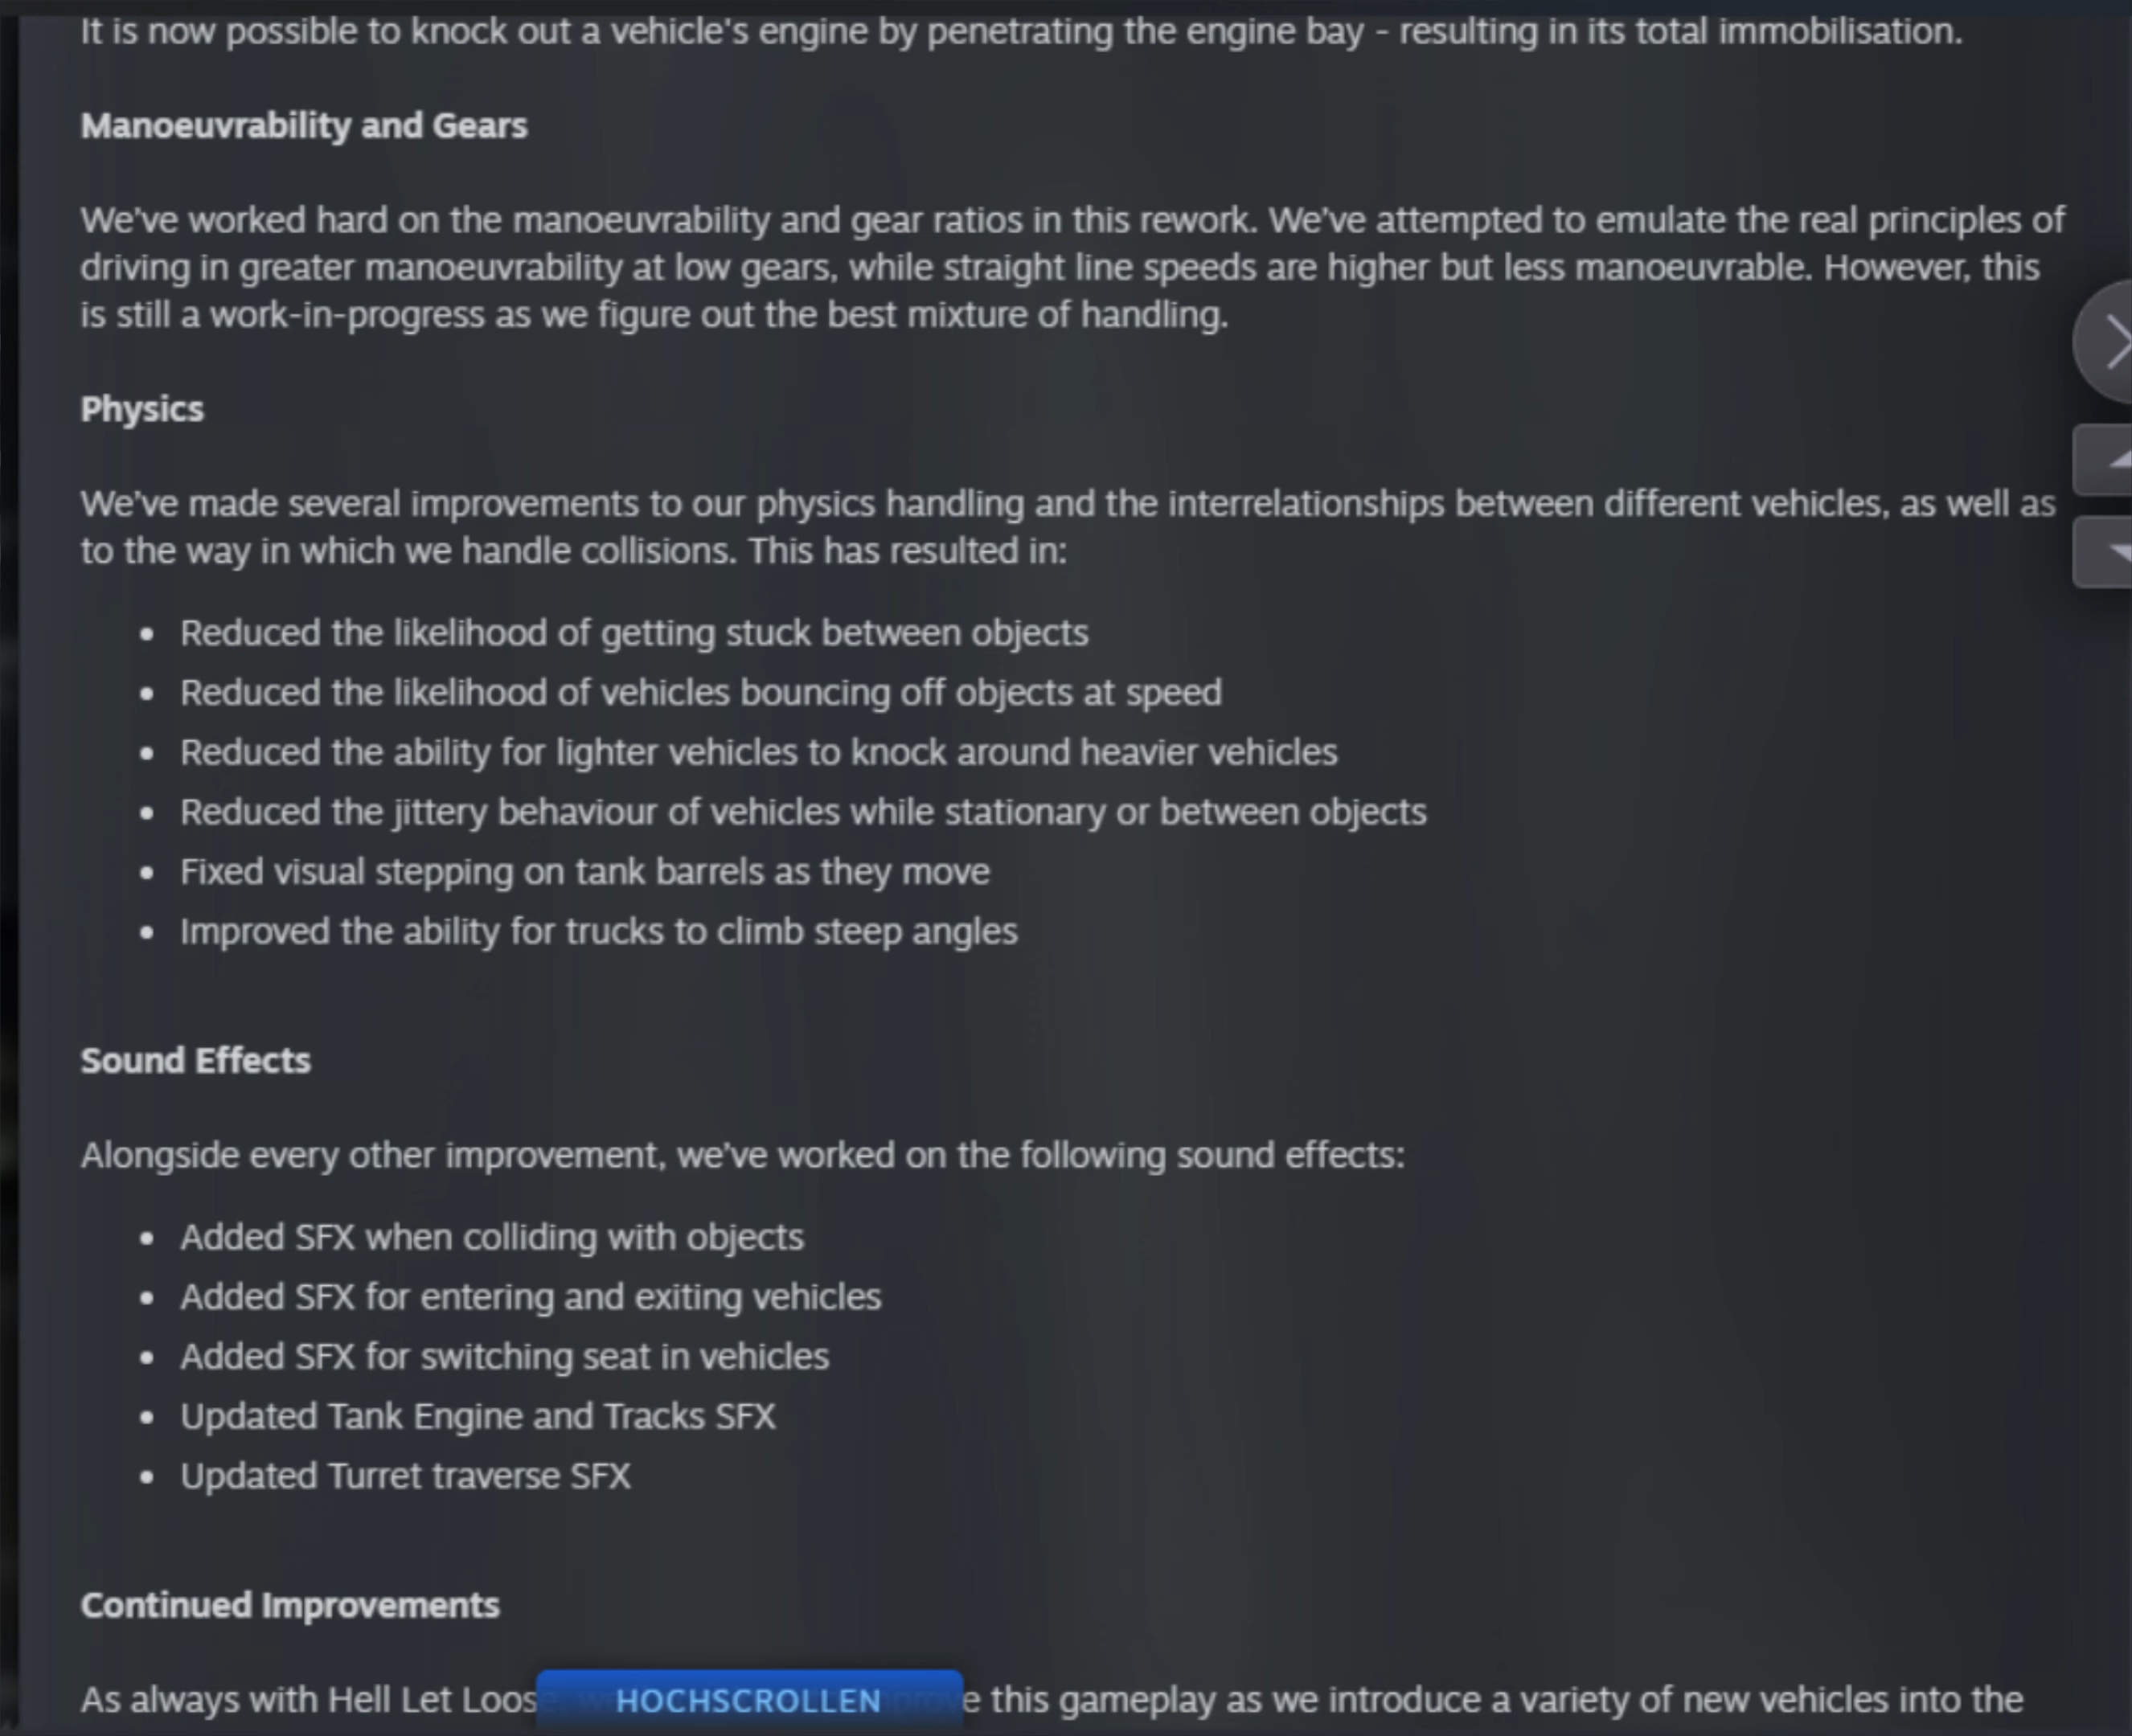 It is now possible to knock out a vehicle's engine by penetrating the engine bay - resulting in its total immobilisation.
Manoeuvrability and Gears
We've worked hard on the manoeuvrability and gear ratios in this rework. We've attempted to emulate the real principles of
driving in greater manoeuvrability at low gears, while straight line speeds are higher but less manoeuvrable. However, this
is still a work-in-progress as we figure out the best mixture of handling.
Physics
We've made several improvements to our physics handling and the interrelationships between different vehicles, as well as
to the way in which we handle collisions. This has resulted in:
• Reduced the likelihood of getting stuck between objects
• Reduced the likelihood of vehicles bouncing off objects at speed
• Reduced the ability for lighter vehicles to knock around heavier vehicles
• Reduced the jittery behaviour of vehicles while stationary or between objects
• Fixed visual stepping on tank barrels as they move
• Improved the ability for trucks to climb steep angles
Sound Effects
Alongside every other improvement, we've worked on the following sound effects:
• Added SFX when colliding with objects
• Added SFX for entering and exiting vehicles
• Added SFX for switching seat in vehicles
• Updated Tank Engine and Tracks SFX
• Updated Turret traverse SFX
Continued Improvements
As always with Hell Let Loose this gameplay as we introduce a variety of new vehicles into the
HOCHSCROLLEN